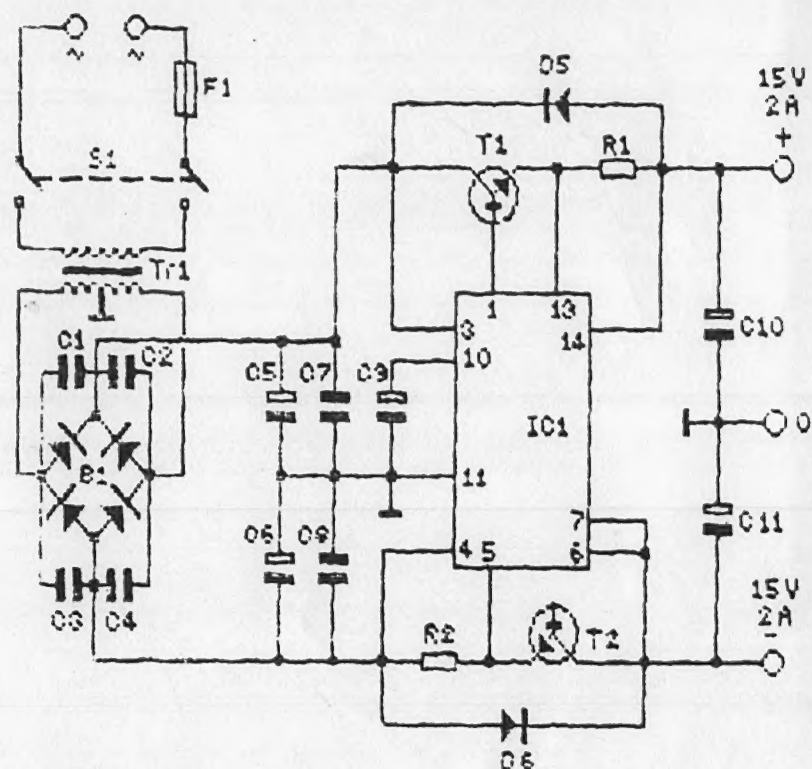 ~ ~
F1
S1
Tr1
C1 C2
B1
C3 C4
C5 C7 C9
C6 C8
D5
T1
R1
15V
2A
+
1 13
3
14
10
IC1
11
7
4 5 6
C10
0
C11
R2
T2
15V
2A
-
D6